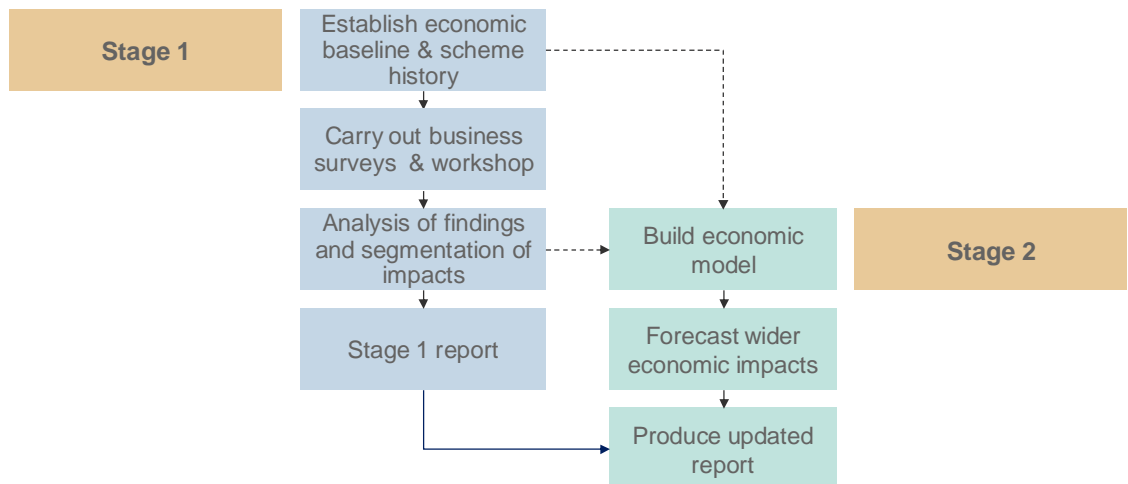 Stage 1
Establish economic
baseline & scheme
history
Carry out business
surveys & workshop
Analysis of findings
and segmentation of
impacts
Stage 1 report
Build economic
model
Stage 2
Forecast wider
economic impacts
Produce updated
report